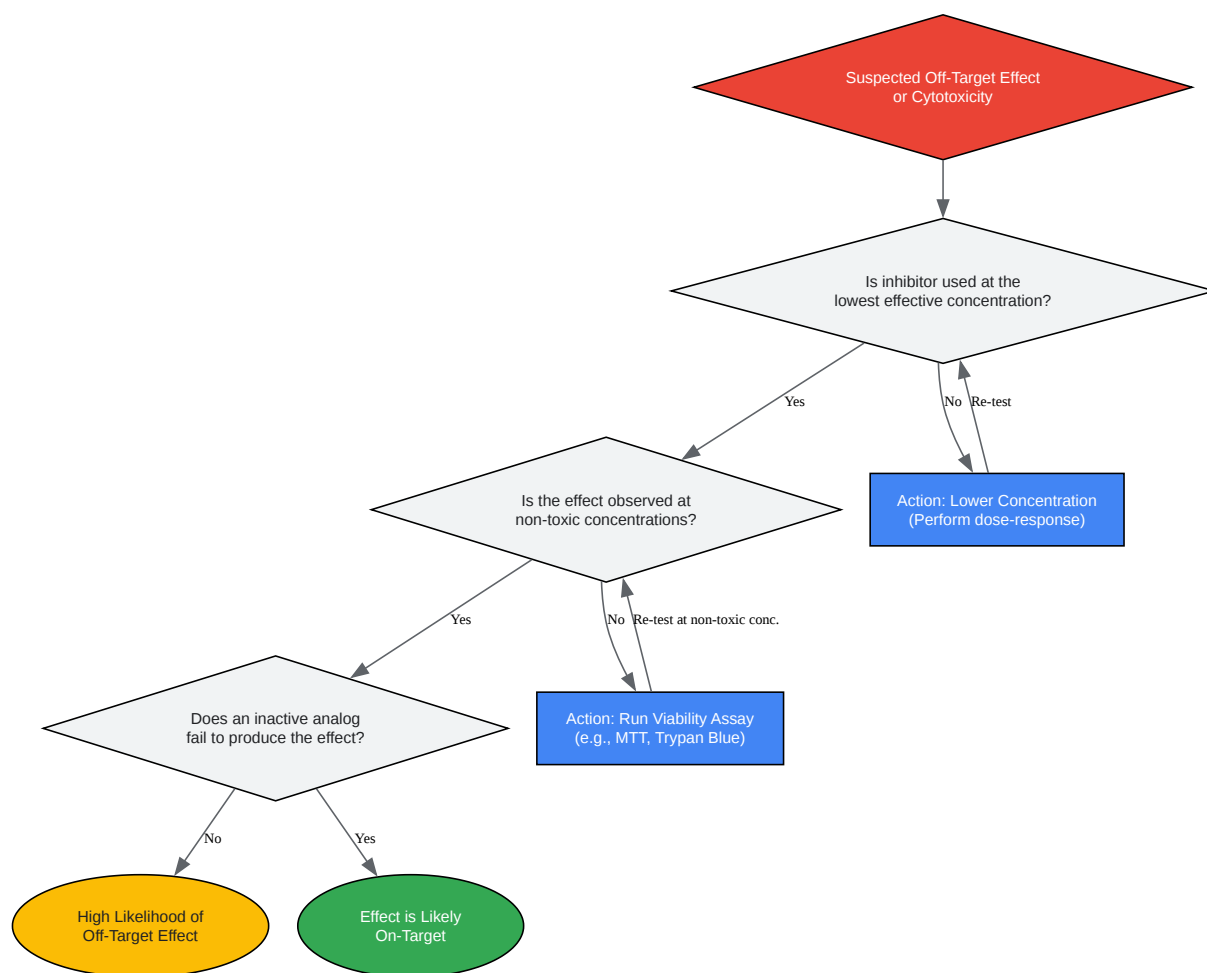 Suspected Off-Target Effect
or Cytotoxicity
Is inhibitor used at the
lowest effective concentration?
Yes
No
Re-test
Is the effect observed at
non-toxic concentrations?
Action: Lower Concentration
(Perform dose-response)
Yes
No
Re-test at non-toxic conc.
Does an inactive analog
fail to produce the effect?
Action: Run Viability Assay
(e.g., MTT, Trypan Blue)
No
Yes
High Likelihood of
Off-Target Effect
Effect is Likely
On-Target